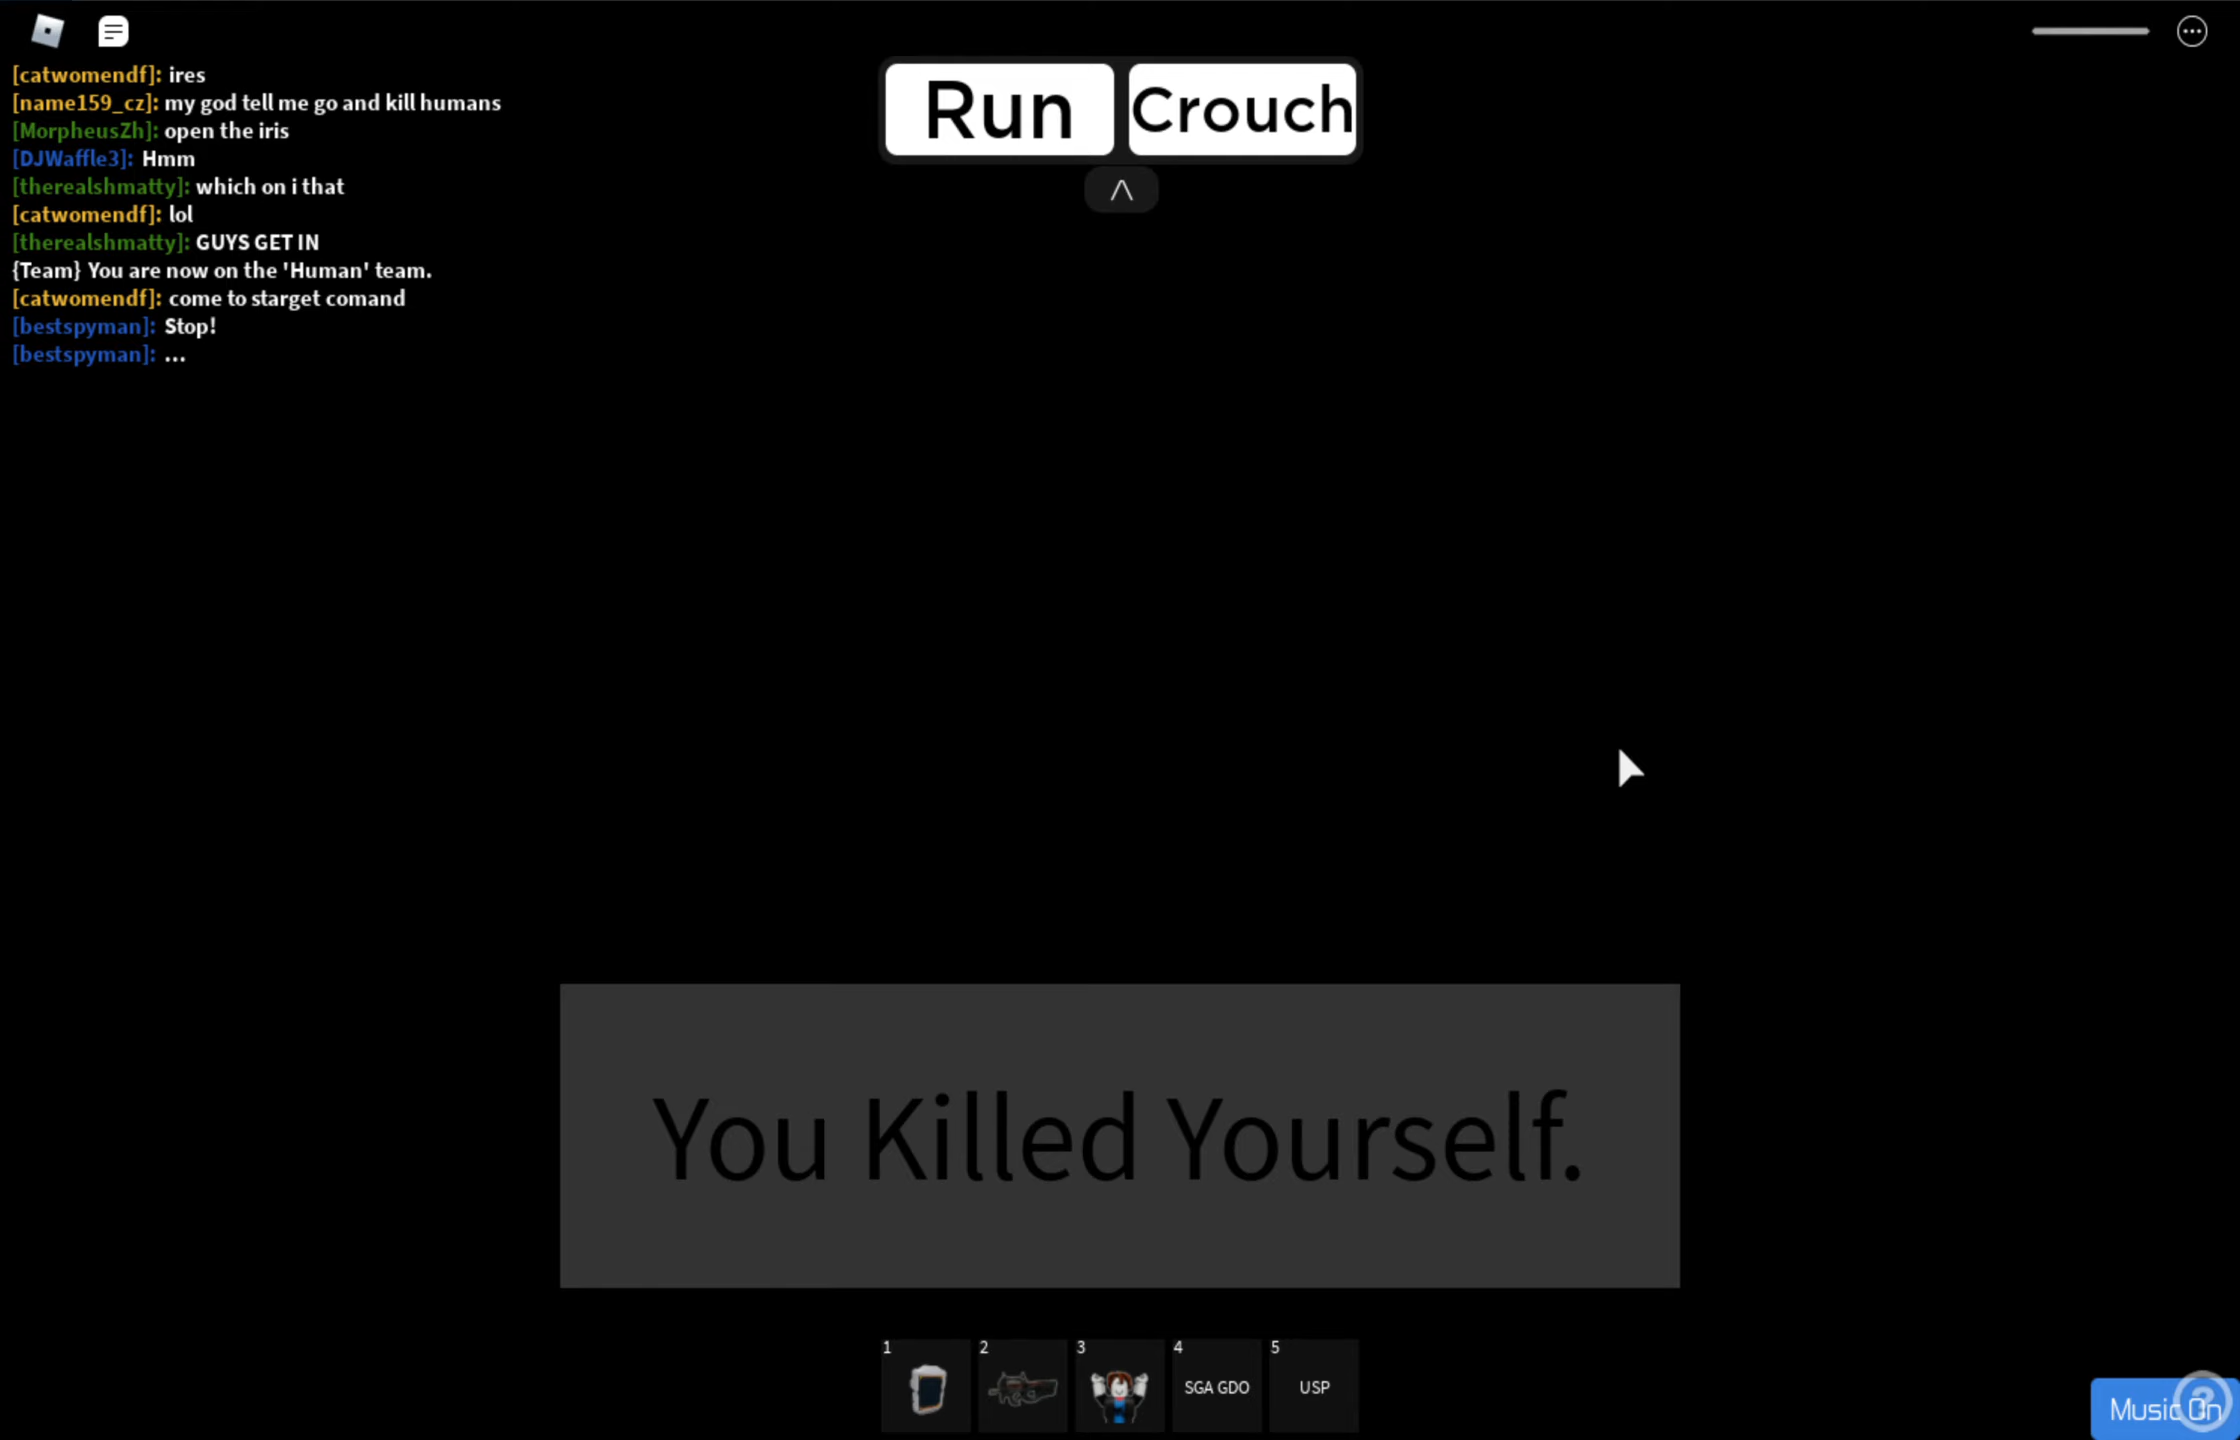 [catwomendf]: ires
[name159_cz]: my god tell me go and kill humans
[MorpheusZh]: open the iris
[DJWaffle3]: Hmm
[therealshmatty]: which on i that
[catwomendf]: lol
[therealshmatty]: GUYS GET IN
{Team} You are now on the 'Human' team.
[catwomendf]: come to starget comand
[bestspyman]: Stop!
[bestspyman]: ...
Run Crouch
You Killed Yourself.
1 2 3 4 5
SGA GDO USP
Music On